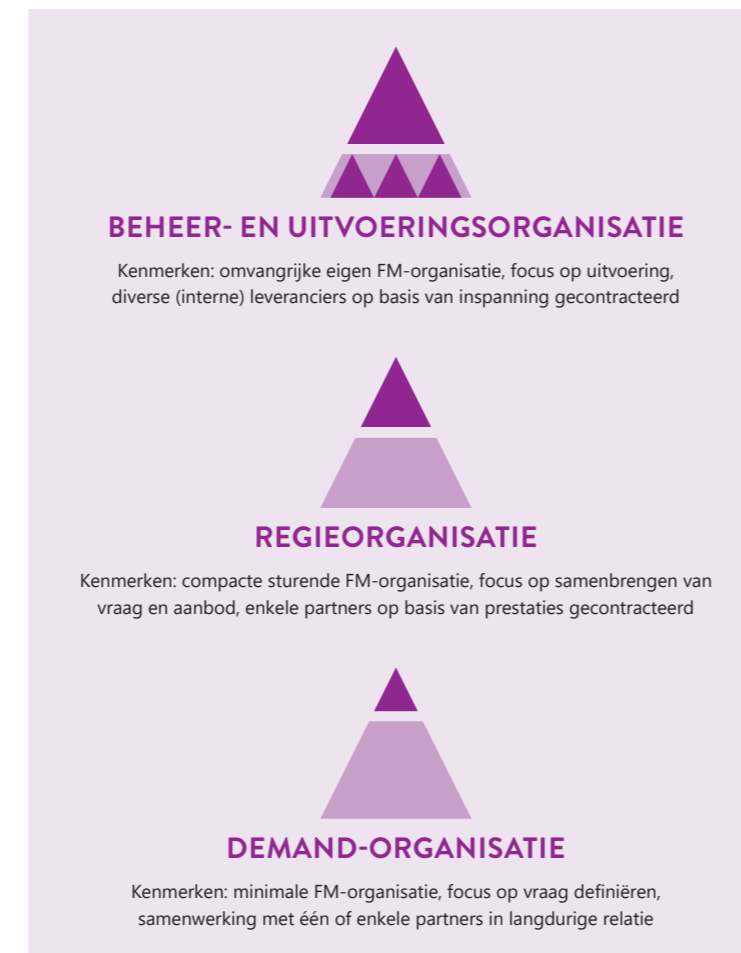 BEHEER- EN UITVOERINGSORGANISATIE
Kenmerken: omvangrijke eigen FM-organisatie, focus op uitvoering,
diverse (interne) leveranciers op basis van inspanning gecontracteerd
REGIEORGANISATIE
Kenmerken: compacte sturende FM-organisatie, focus op samenbrengen van
vraag en aanbod, enkele partners op basis van prestaties gecontracteerd
DEMAND-ORGANISATIE
Kenmerken: minimale FM-organisatie, focus op vraag definiëren,
samenwerking met één of enkele partners in langdurige relatie